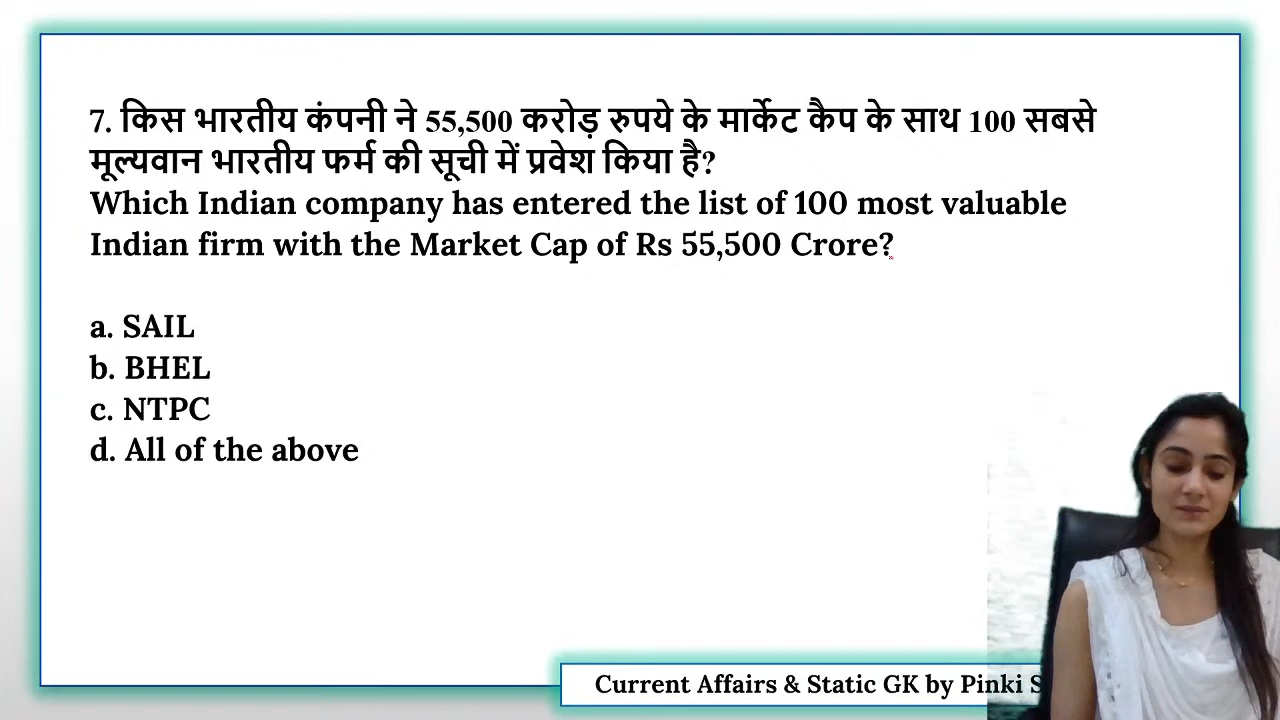 7. किस भारतीय कंपनी ने 55,500 करोड़ रुपये के मार्केट कैप के साथ 100 सबसे
मूल्यवान भारतीय फर्म की सूची में प्रवेश किया है?
Which Indian company has entered the list of 100 most valuable
Indian firm with the Market Cap of Rs 55,500 Crore?
a. SAIL
b. BHEL
c. NTPC
d. All of the above
Current Affairs & Static GK by Pinki S